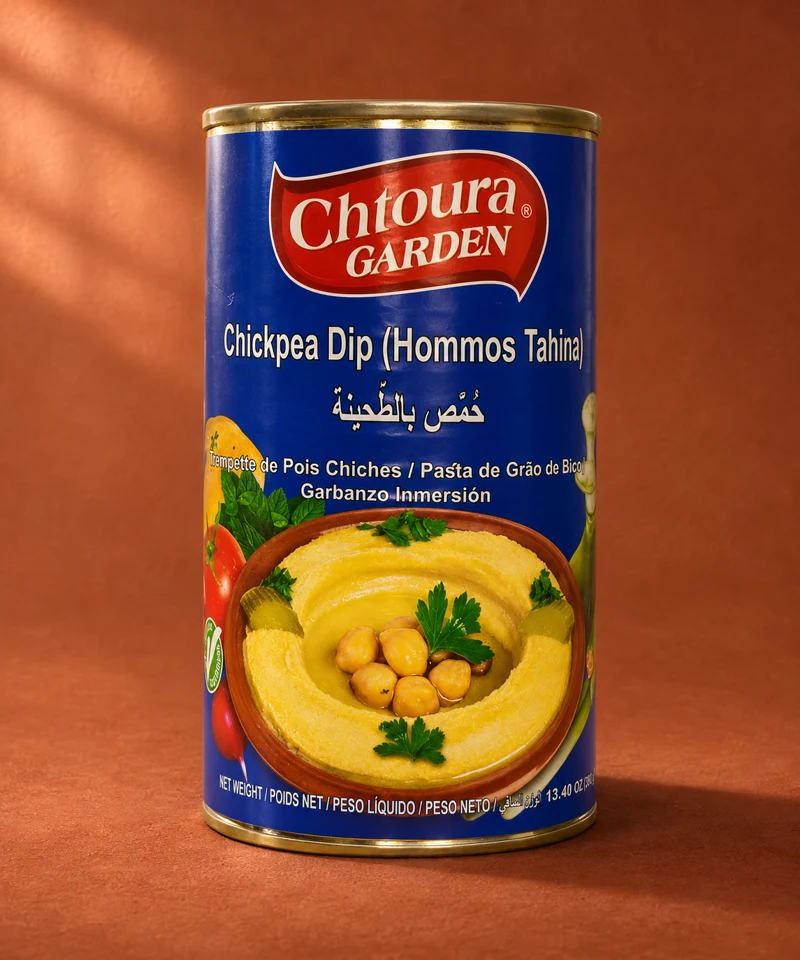 Chtoura®
GARDEN
Chickpea Dip (Hommos Tahina)
حُمَّص بالطّحينة
Trempette de Pois Chiches / Pasta de Grão de Bico
Garbanzo Inmersión
NET WEIGHT / POIDS NET / PESO LÍQUIDO / PESO NETO / الوزن الصافي 13.40 OZ